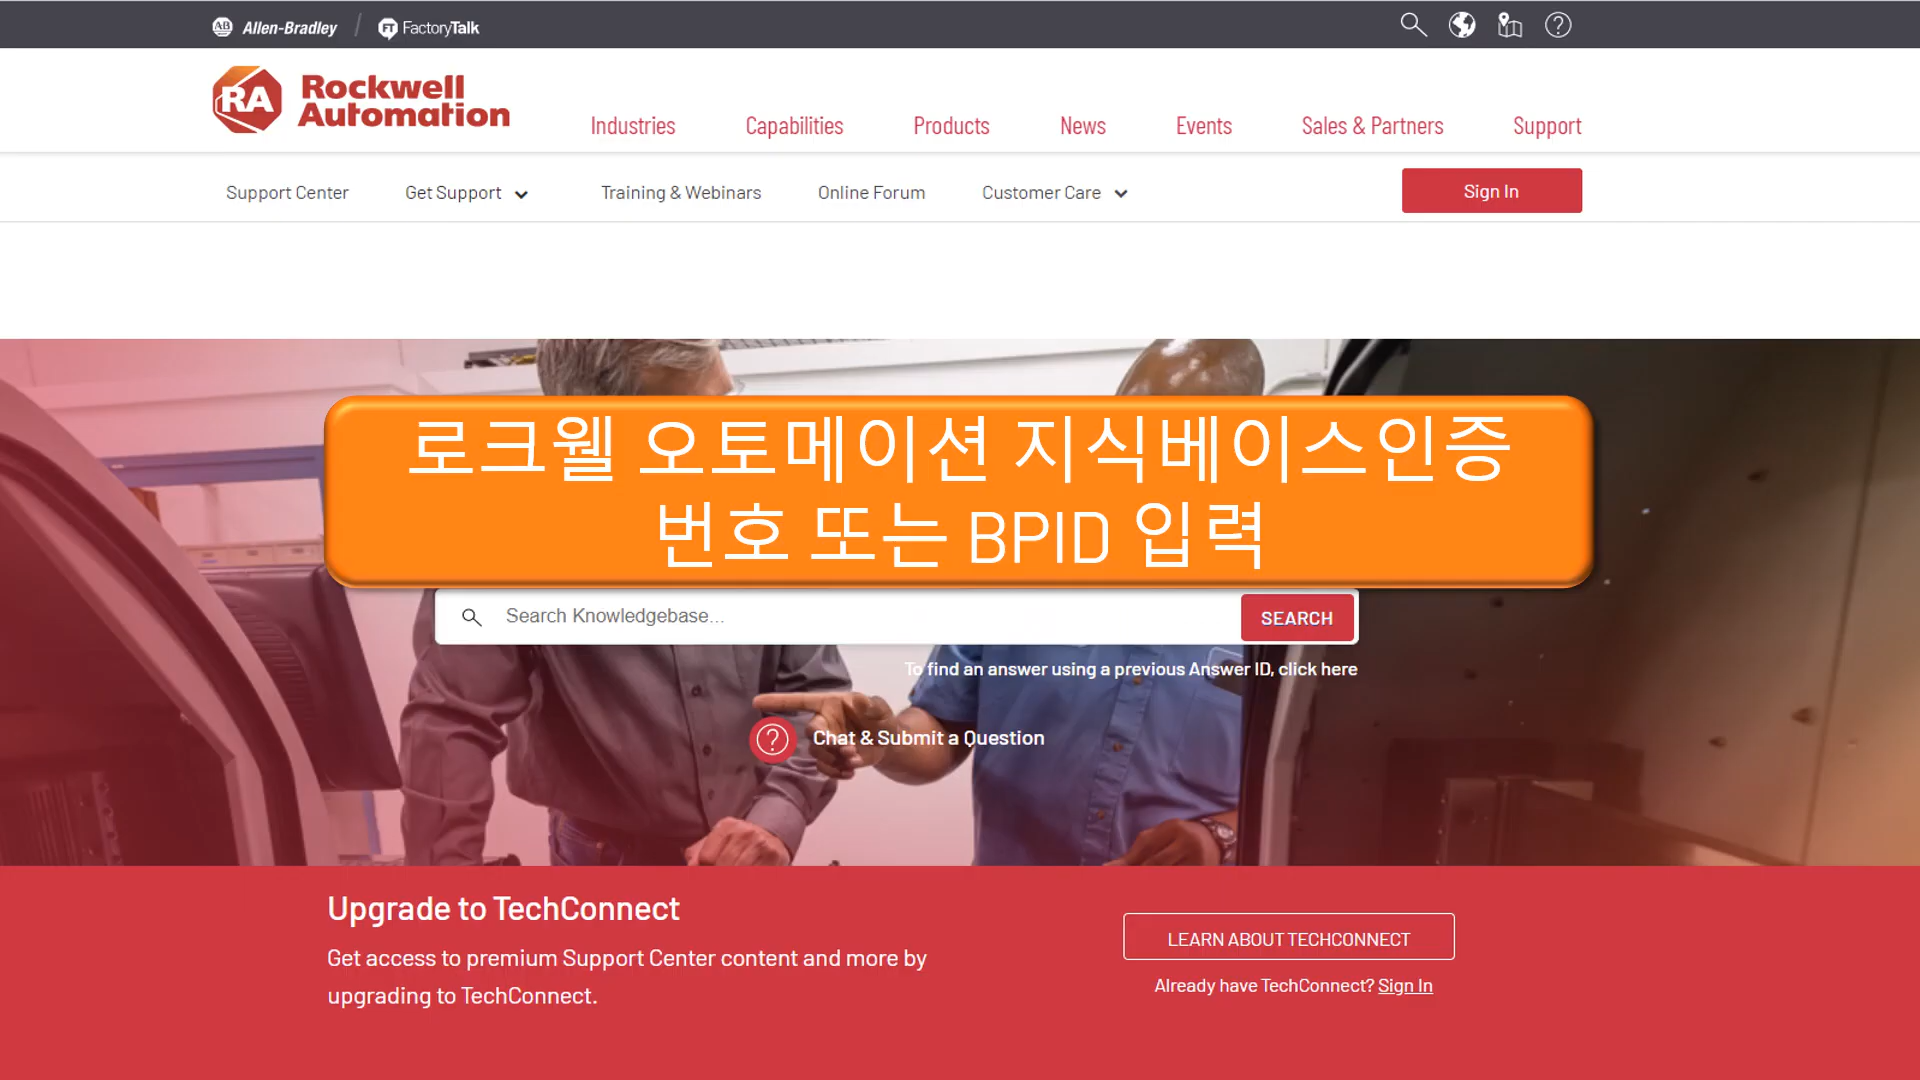 AB Allen-Bradley / FT FactoryTalk
RA Rockwell Automation
Industries Capabilities Products News Events Sales & Partners Support
Support Center Get Support Training & Webinars Online Forum Customer Care Sign In
로크웰 오토메이션 지식베이스인증
번호 또는 BPID 입력
Search Knowledgebase... SEARCH
To find an answer using a previous Answer ID, click here
Chat & Submit a Question
Upgrade to TechConnect
Get access to premium Support Center content and more by
upgrading to TechConnect.
LEARN ABOUT TECHCONNECT
Already have TechConnect? Sign In